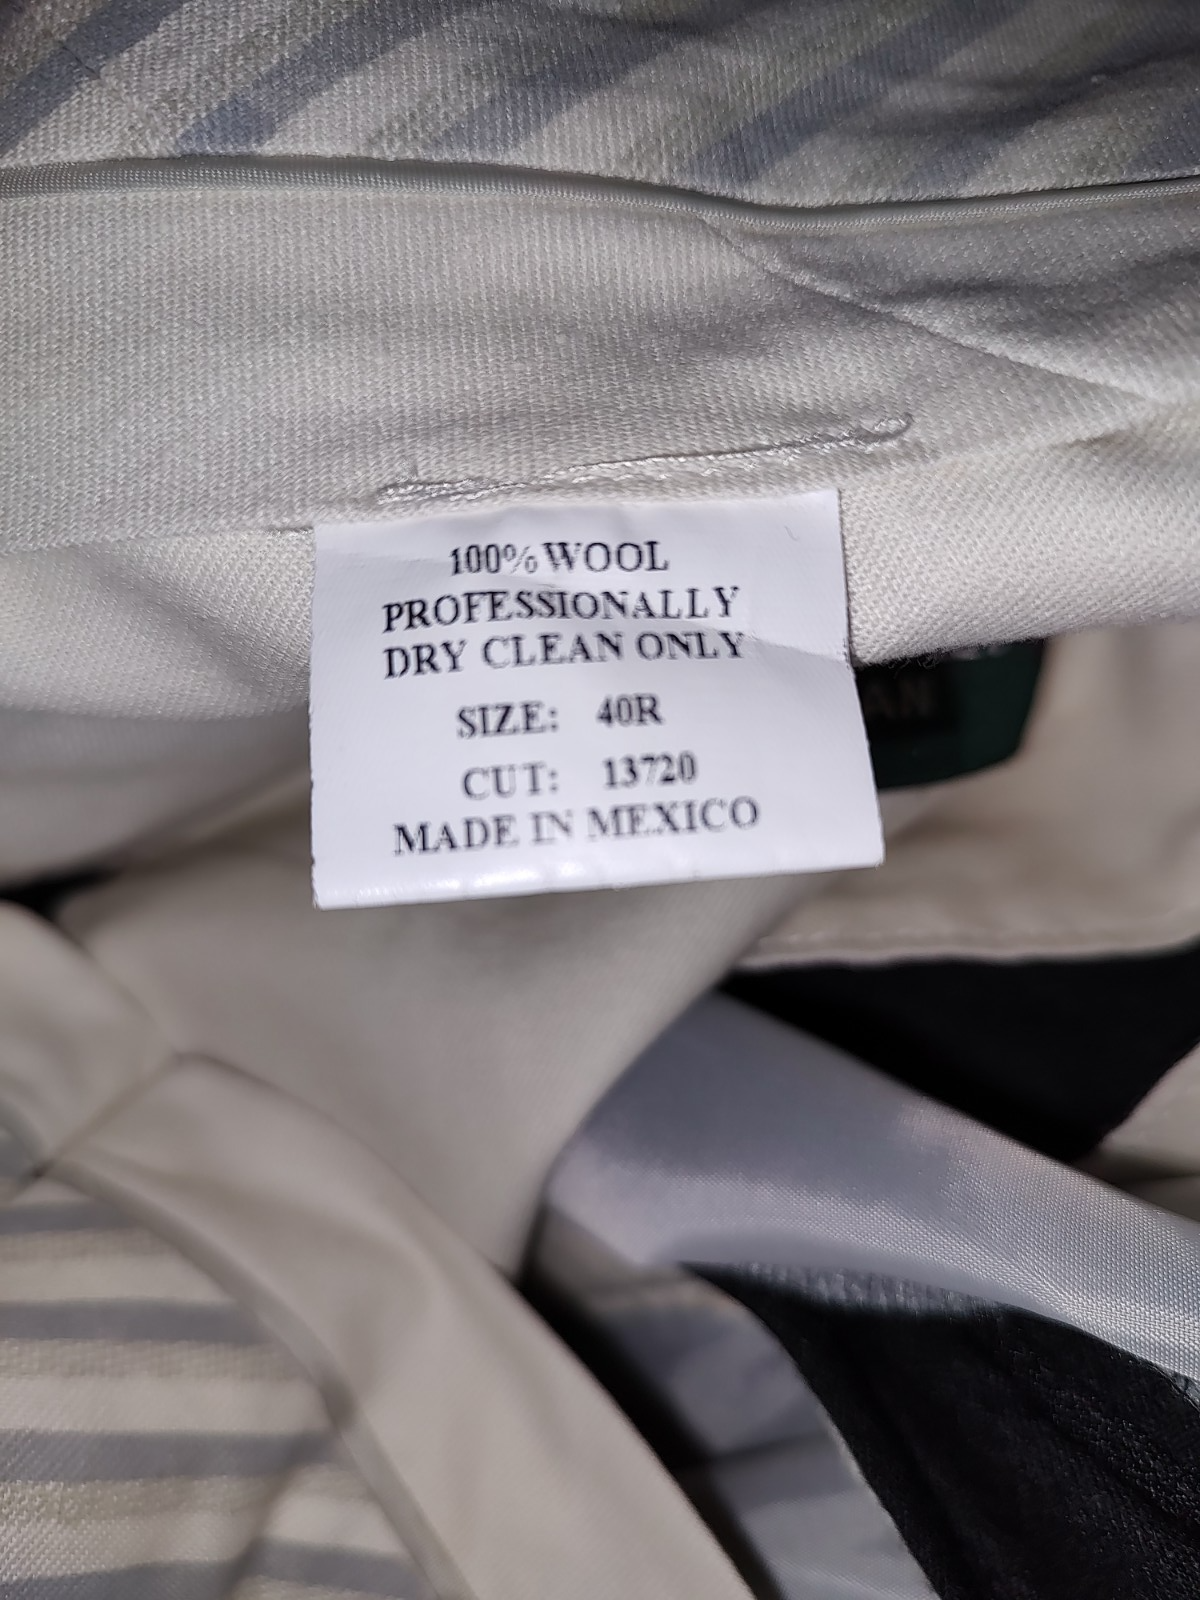 100% WOOL
PROFESSIONALLY
DRY CLEAN ONLY
SIZE: 40R
CUT: 13720
MADE IN MEXICO